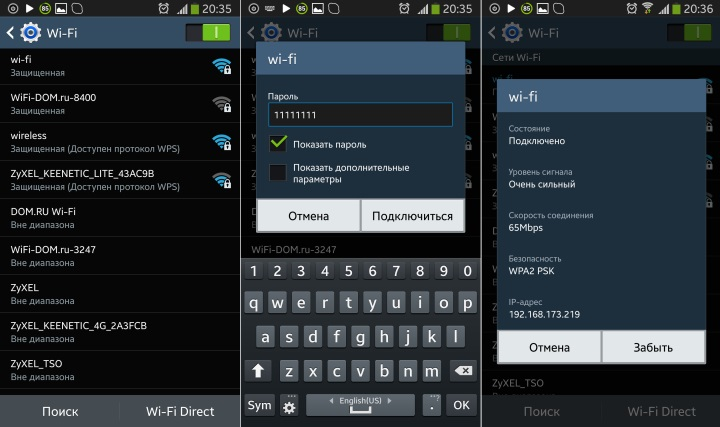 85
20:35
Wi-Fi
wi-fi
Защищенная
WiFi-DOM.ru-8400
Защищенная
wireless
Защищенная (Доступен протокол WPS)
ZyXEL_KEENETIC_LITE_43AC9B
Защищенная (Доступен протокол WPS)
DOM.RU Wi-Fi
Вне диапазона
WiFi-DOM.ru-3247
Вне диапазона
ZyXEL
Вне диапазона
ZyXEL_KEENETIC_4G_2A3FCB
Вне диапазона
ZyXEL_TSO
Вне диапазона
Поиск
Wi-Fi Direct
85
20:35
Wi-Fi
wi-fi
Пароль
11111111
Показать пароль
Показать дополнительные
параметры
Отмена
Подключиться
WiFi-DOM.ru-3247
1 2 3 4 5 6 7 8 9 0
q w e r t y u i o p
a s d f g h j k l
z x c v b n m
Sym
English(US)
. ,
OK
85
20:36
Wi-Fi
Сети Wi-Fi
wi-fi
Состояние
Подключено
Уровень сигнала
Очень сильный
Скорость соединения
65Mbps
Безопасность
WPA2 PSK
IP-адрес
192.168.173.219
Отмена
Забыть
ZyXEL_TSO
Вне диапазона
Поиск
Wi-Fi Direct